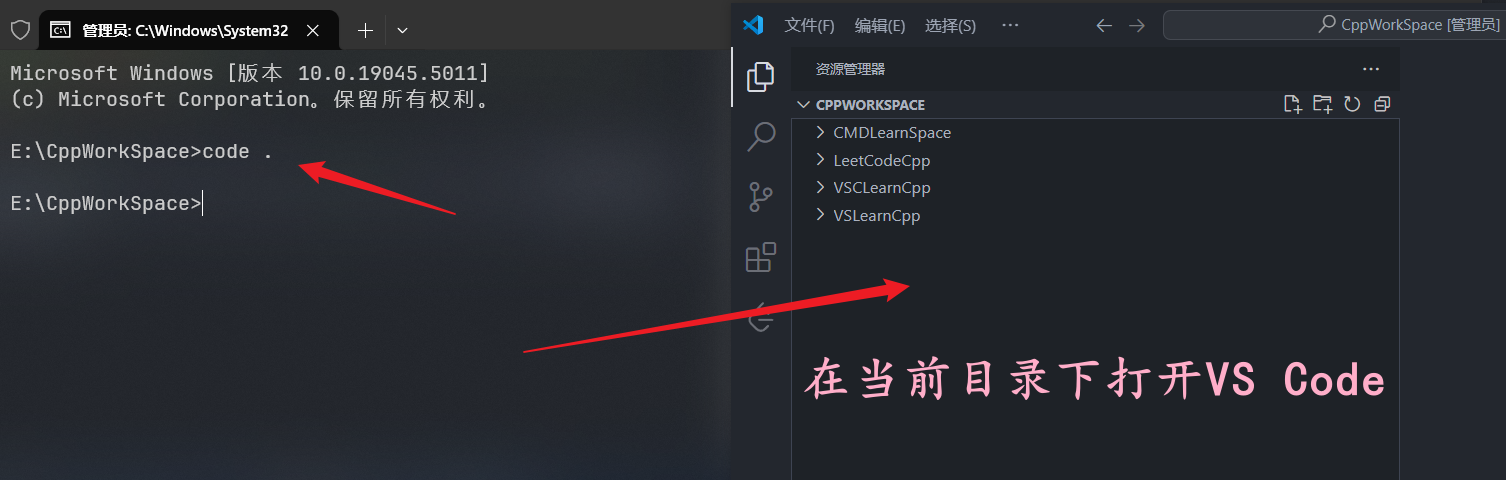 管理员: C:\Windows\System32
Microsoft Windows [版本 10.0.19045.5011]
(c) Microsoft Corporation。保留所有权利。
E:\CppWorkSpace>code .
E:\CppWorkSpace>
文件(F) 编辑(E) 选择(S) ··· CppWorkSpace [管理员]
资源管理器 ···
CPPWORKSPACE
CMDLearnSpace
LeetCodeCpp
VSCLearnCpp
VSLearnCpp
在当前目录下打开VS Code